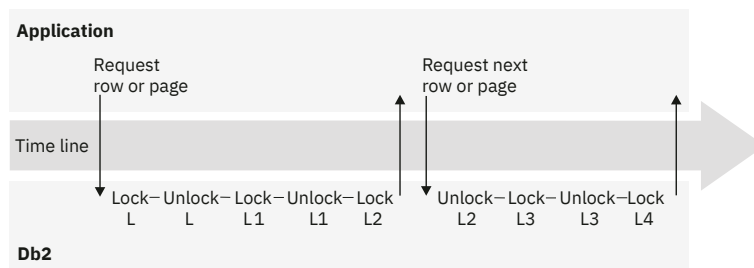 Application
Request Request next
row or page row or page
Time line
Lock–Unlock–Lock–Unlock–Lock Unlock–Lock–Unlock–Lock
L L L1 L1 L2 L2 L3 L3 L4
Db2